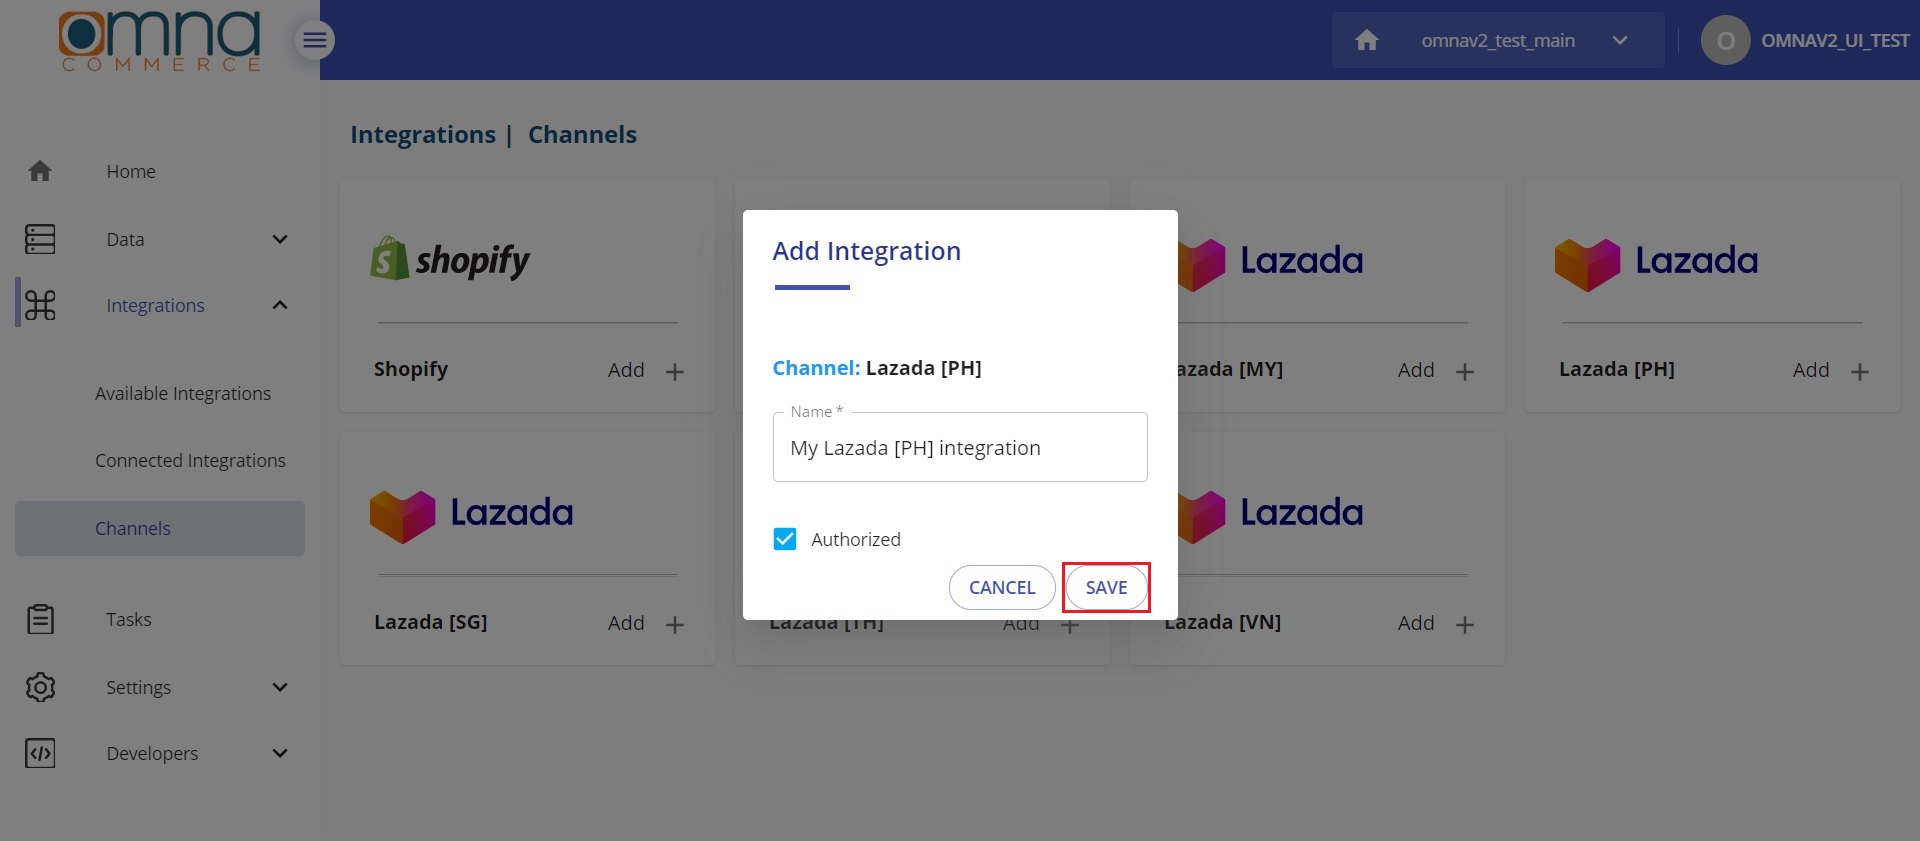 omna
COMMERCE
omnav2_test_main
O
OMNAV2_UI_TEST
Home
Data
Integrations
Available Integrations
Connected Integrations
Channels
Tasks
Settings
Developers
Integrations | Channels
shopify
Lazada
Lazada
Shopify
Add +
azada [MY]
Add +
Lazada [PH]
Add +
Lazada
Lazada
Lazada [SG]
Add +
Lazada [TH]
Add +
Lazada [VN]
Add +
Add Integration
Channel: Lazada [PH]
Name *
My Lazada [PH] integration
Authorized
CANCEL
SAVE